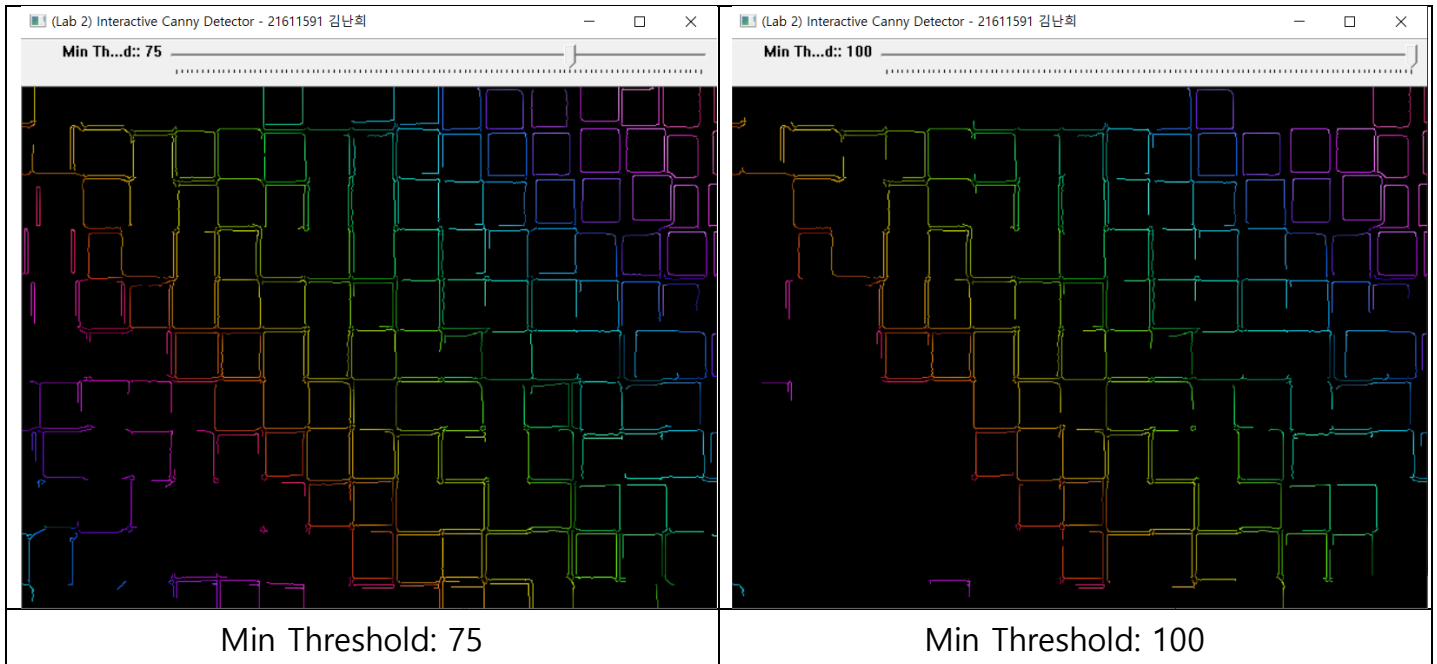 (Lab 2) Interactive Canny Detector - 21611591 김난희
Min Th...d:: 75
(Lab 2) Interactive Canny Detector - 21611591 김난희
Min Th...d:: 100
Min Threshold: 75
Min Threshold: 100